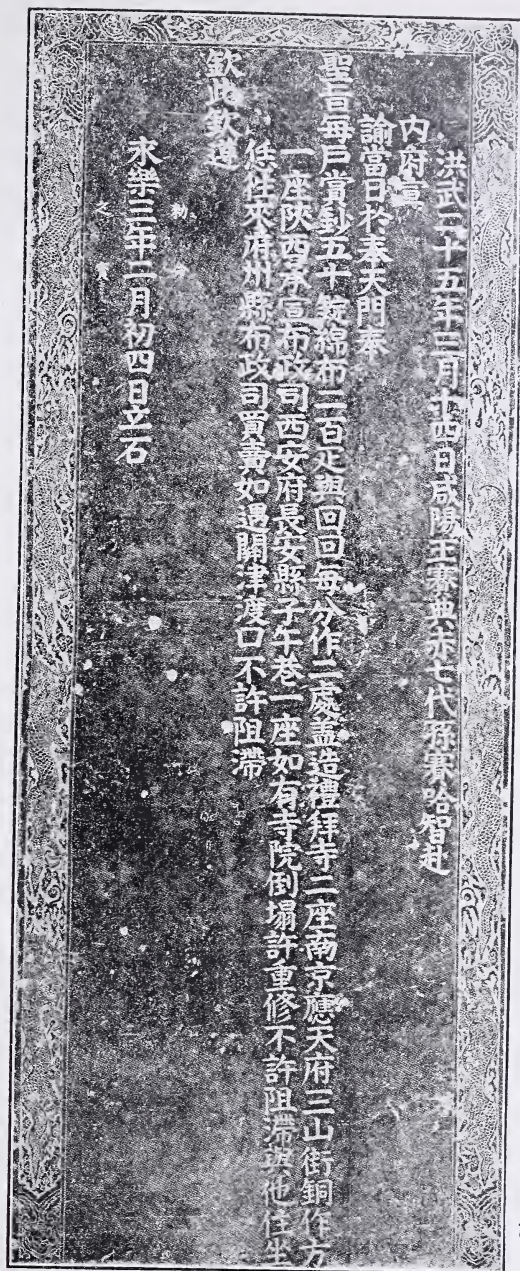 洪武二十五年三月十四日咸陽王賽典赤七代孫賽哈智赴
内府宣
諭當日於奉天門奉
聖旨每戶賞鈔五十錠綿布二百疋與回回每分作二處蓋造禮拜寺二座南京應天府三山街銅作方
一座陝西承宣布政司西安府長安縣子午巷一座如有寺院倒塌許重修不許阻滯與他住坐
恁往來府州縣布政司買賣如遇關津渡口不許阻滯
欽此欽遵
永樂三年二月初四日立石